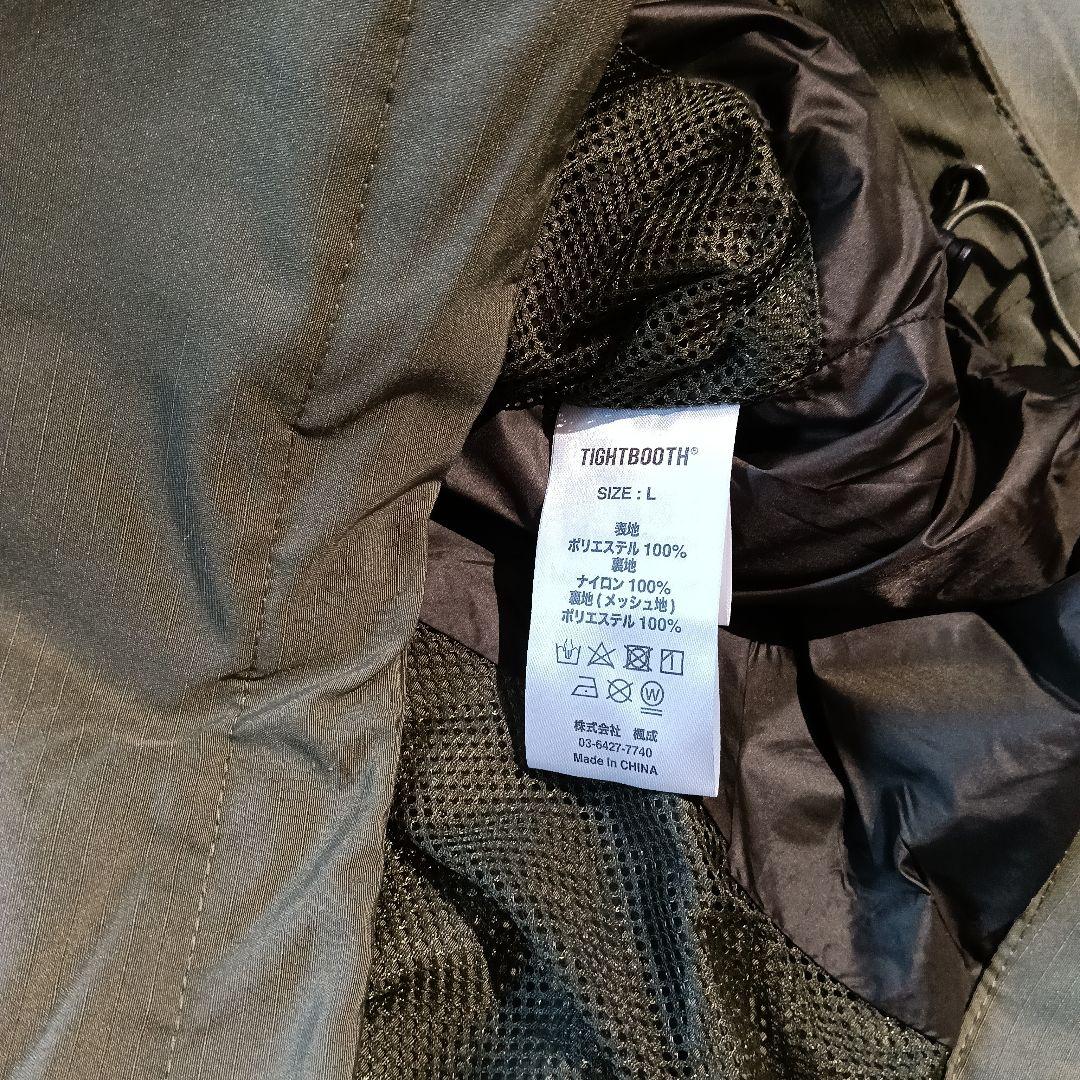 TIGHTBOOTH®
SIZE : L
表地
ポリエステル 100%
裏地
ナイロン 100%
裏地 ( メッシュ地 )
ポリエステル 100%
W
株式会社　楓成
03-6427-7740
Made In CHINA